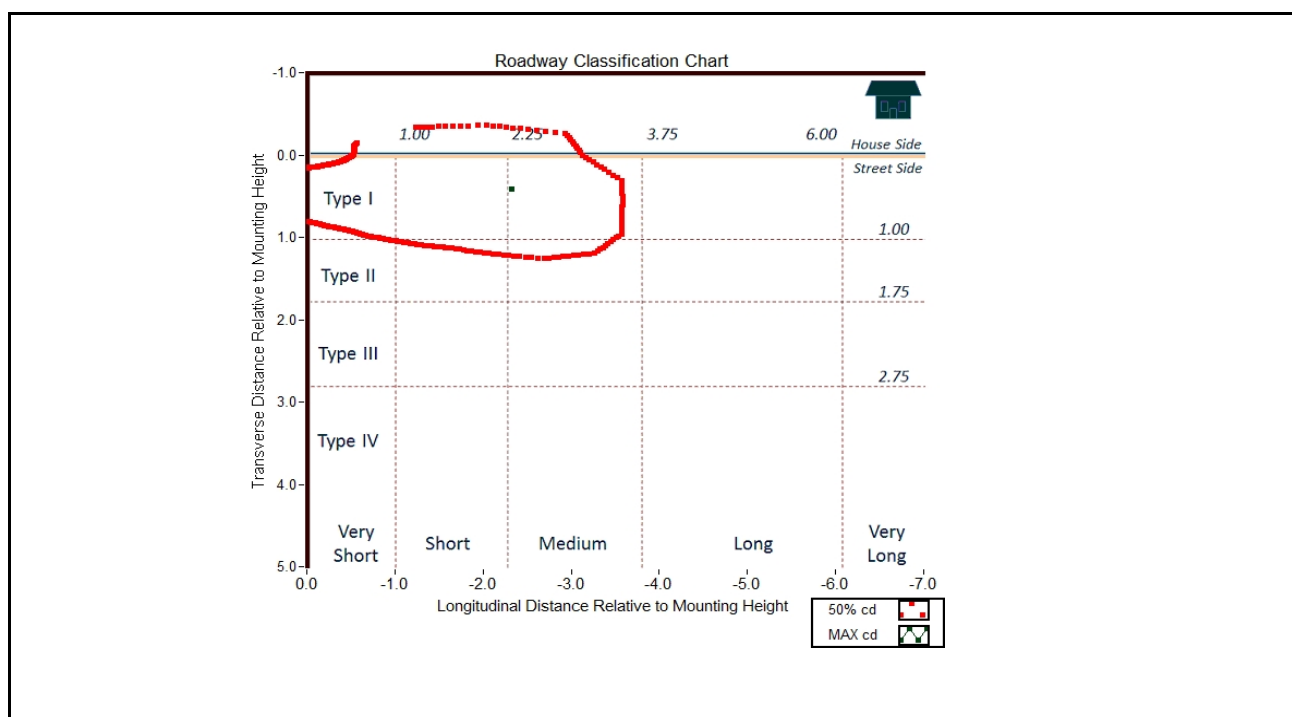 Roadway Classification Chart
-1.0
1.00 2.25 3.75 6.00
House Side
0.0
Street Side
Type I
1.00
1.0
Type II
1.75
2.0
Type III
2.75
3.0
Type IV
4.0
Very Short
Short
Medium
Long
Very Long
5.0
0.0 -1.0 -2.0 -3.0 -4.0 -5.0 -6.0 -7.0
Transverse Distance Relative to Mounting Height
Longitudinal Distance Relative to Mounting Height
50% cd
MAX cd